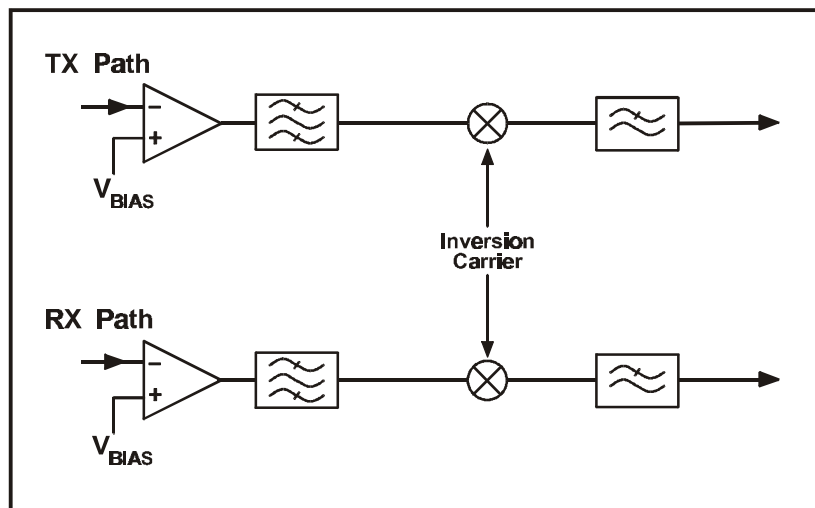 TX Path
−
+
V_BIAS
Inversion
Carrier
RX Path
−
+
V_BIAS